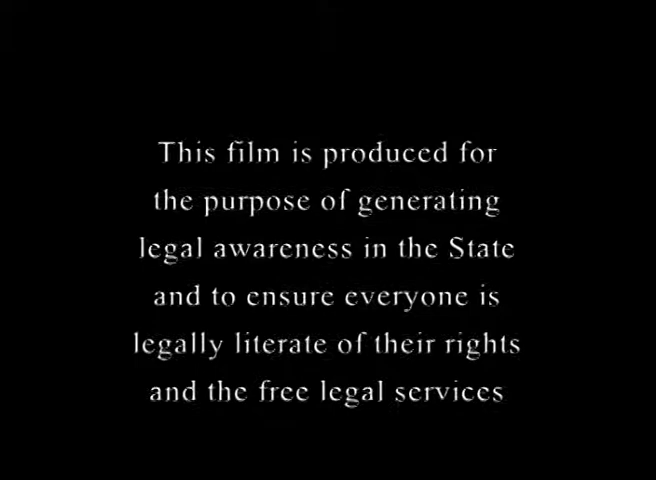 This film is produced for
the purpose of generating
legal awareness in the State
and to ensure everyone is
legally literate of their rights
and the free legal services